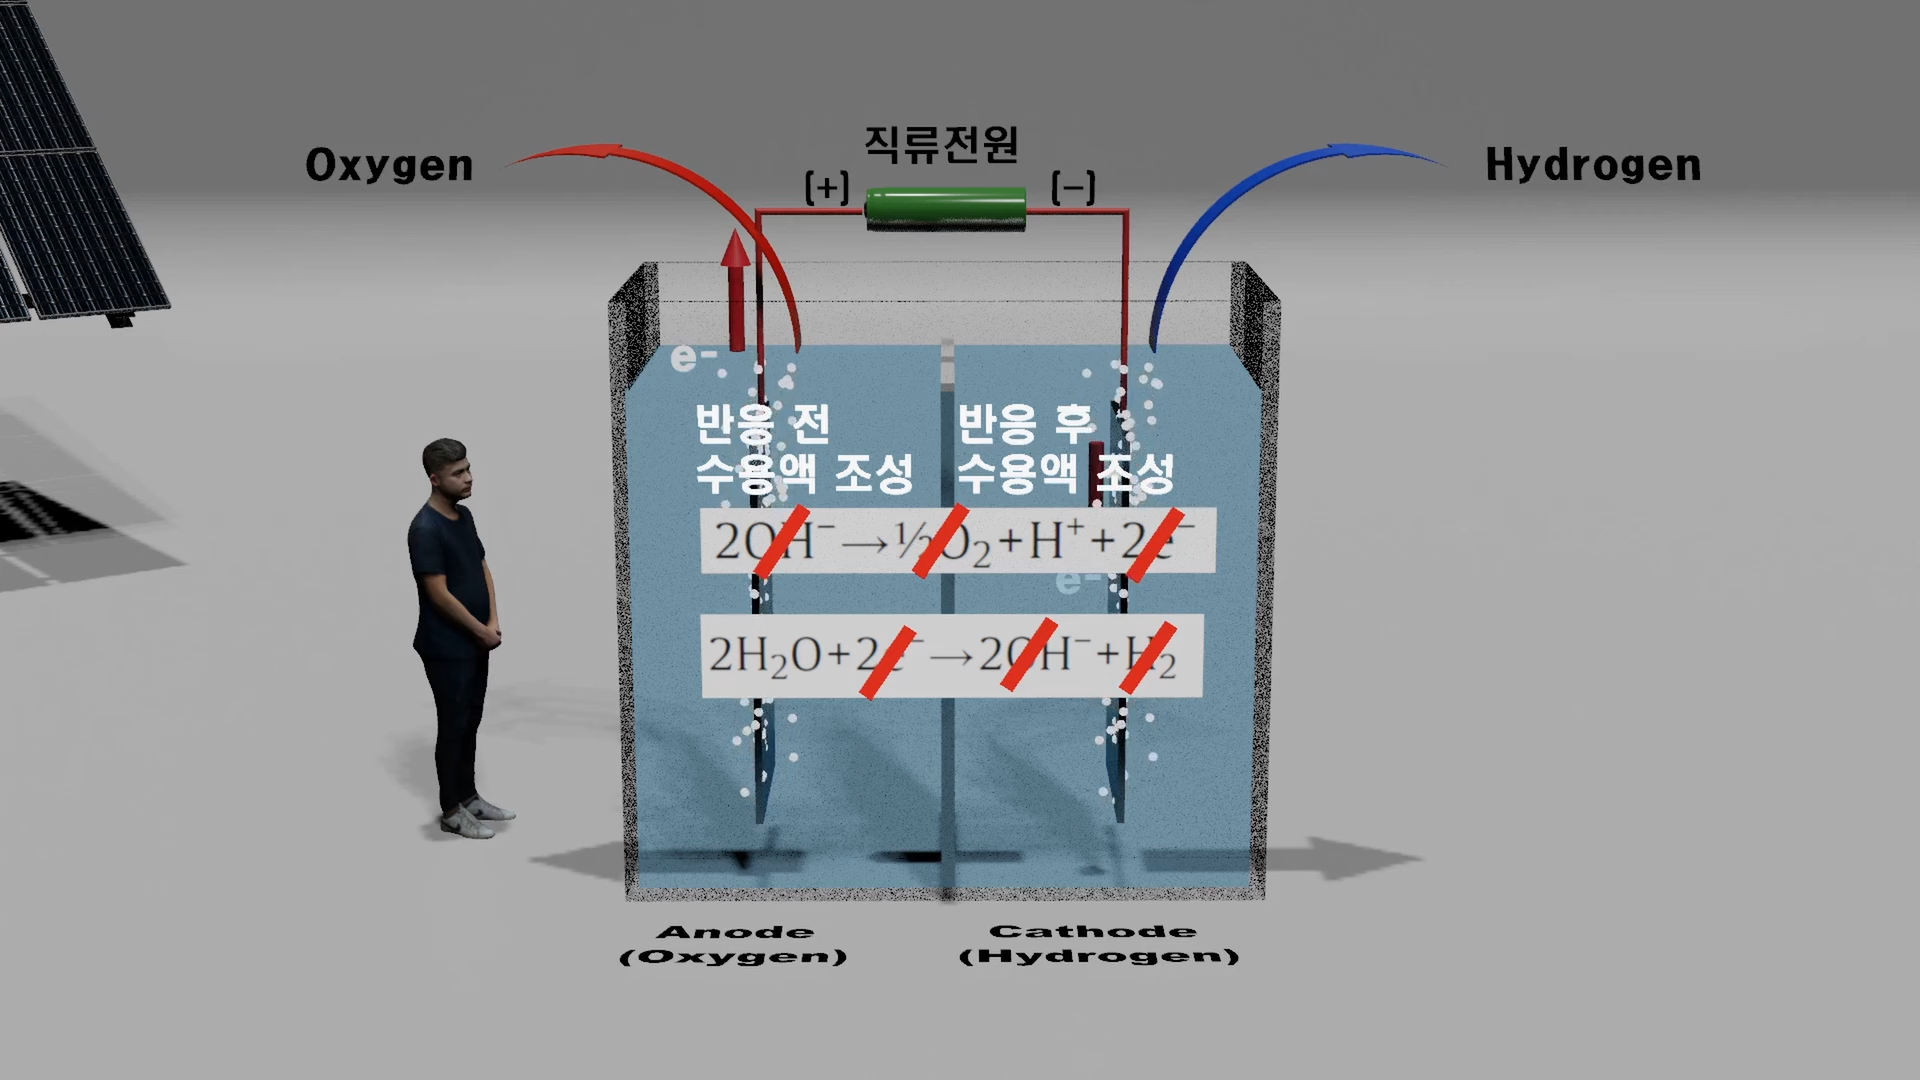 직류전원
Oxygen
Hydrogen
(+)
(−)
e-
반응 전
수용액 조성
반응 후
수용액 조성
2OH⁻→½O₂+H⁺+2e⁻
e-
2H₂O+2e⁻→2OH⁻+H₂
Anode
(Oxygen)
Cathode
(Hydrogen)